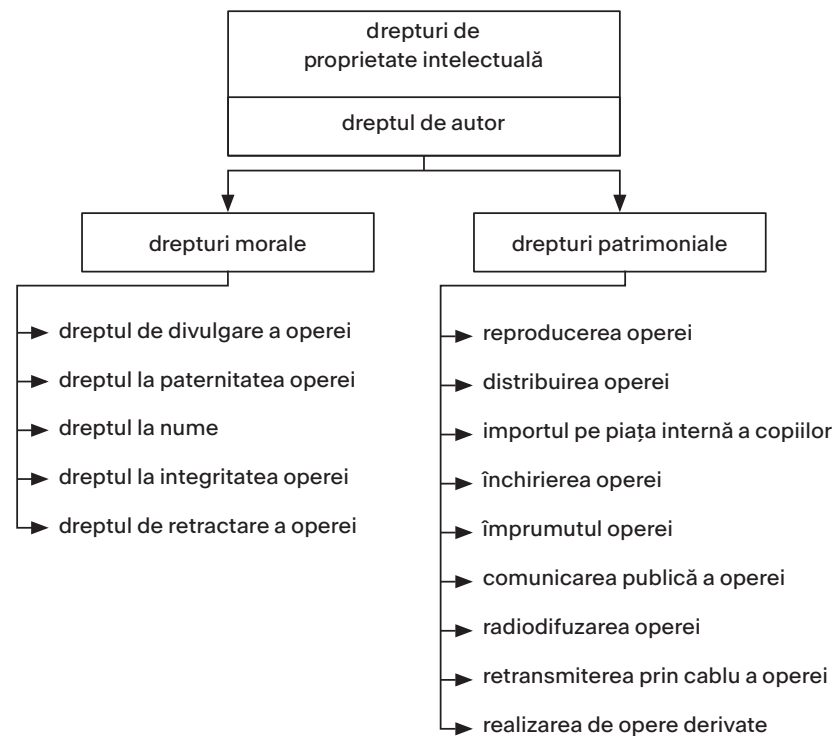 drepturi de
proprietate intelectuală
dreptul de autor
drepturi morale
dreptul de divulgare a operei
dreptul la paternitatea operei
dreptul la nume
dreptul la integritatea operei
dreptul de retractare a operei
drepturi patrimoniale
reproducerea operei
distribuirea operei
importul pe piața internă a copiilor
închirierea operei
împrumutul operei
comunicarea publică a operei
radiodifuzarea operei
retransmiterea prin cablu a operei
realizarea de opere derivate